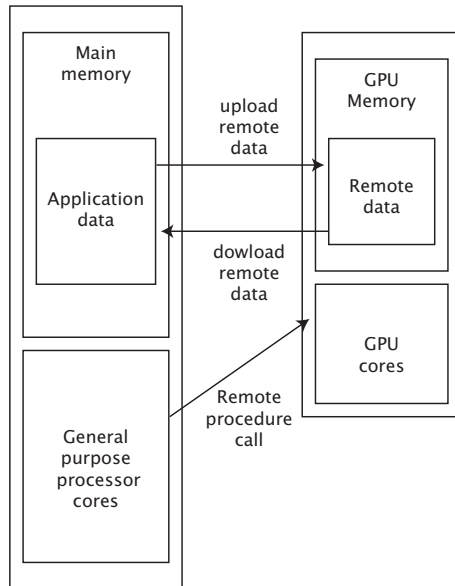 Main
memory
Application
data
General
purpose
processor
cores
upload
remote
data
dowload
remote
data
Remote
procedure
call
GPU
Memory
Remote
data
GPU
cores